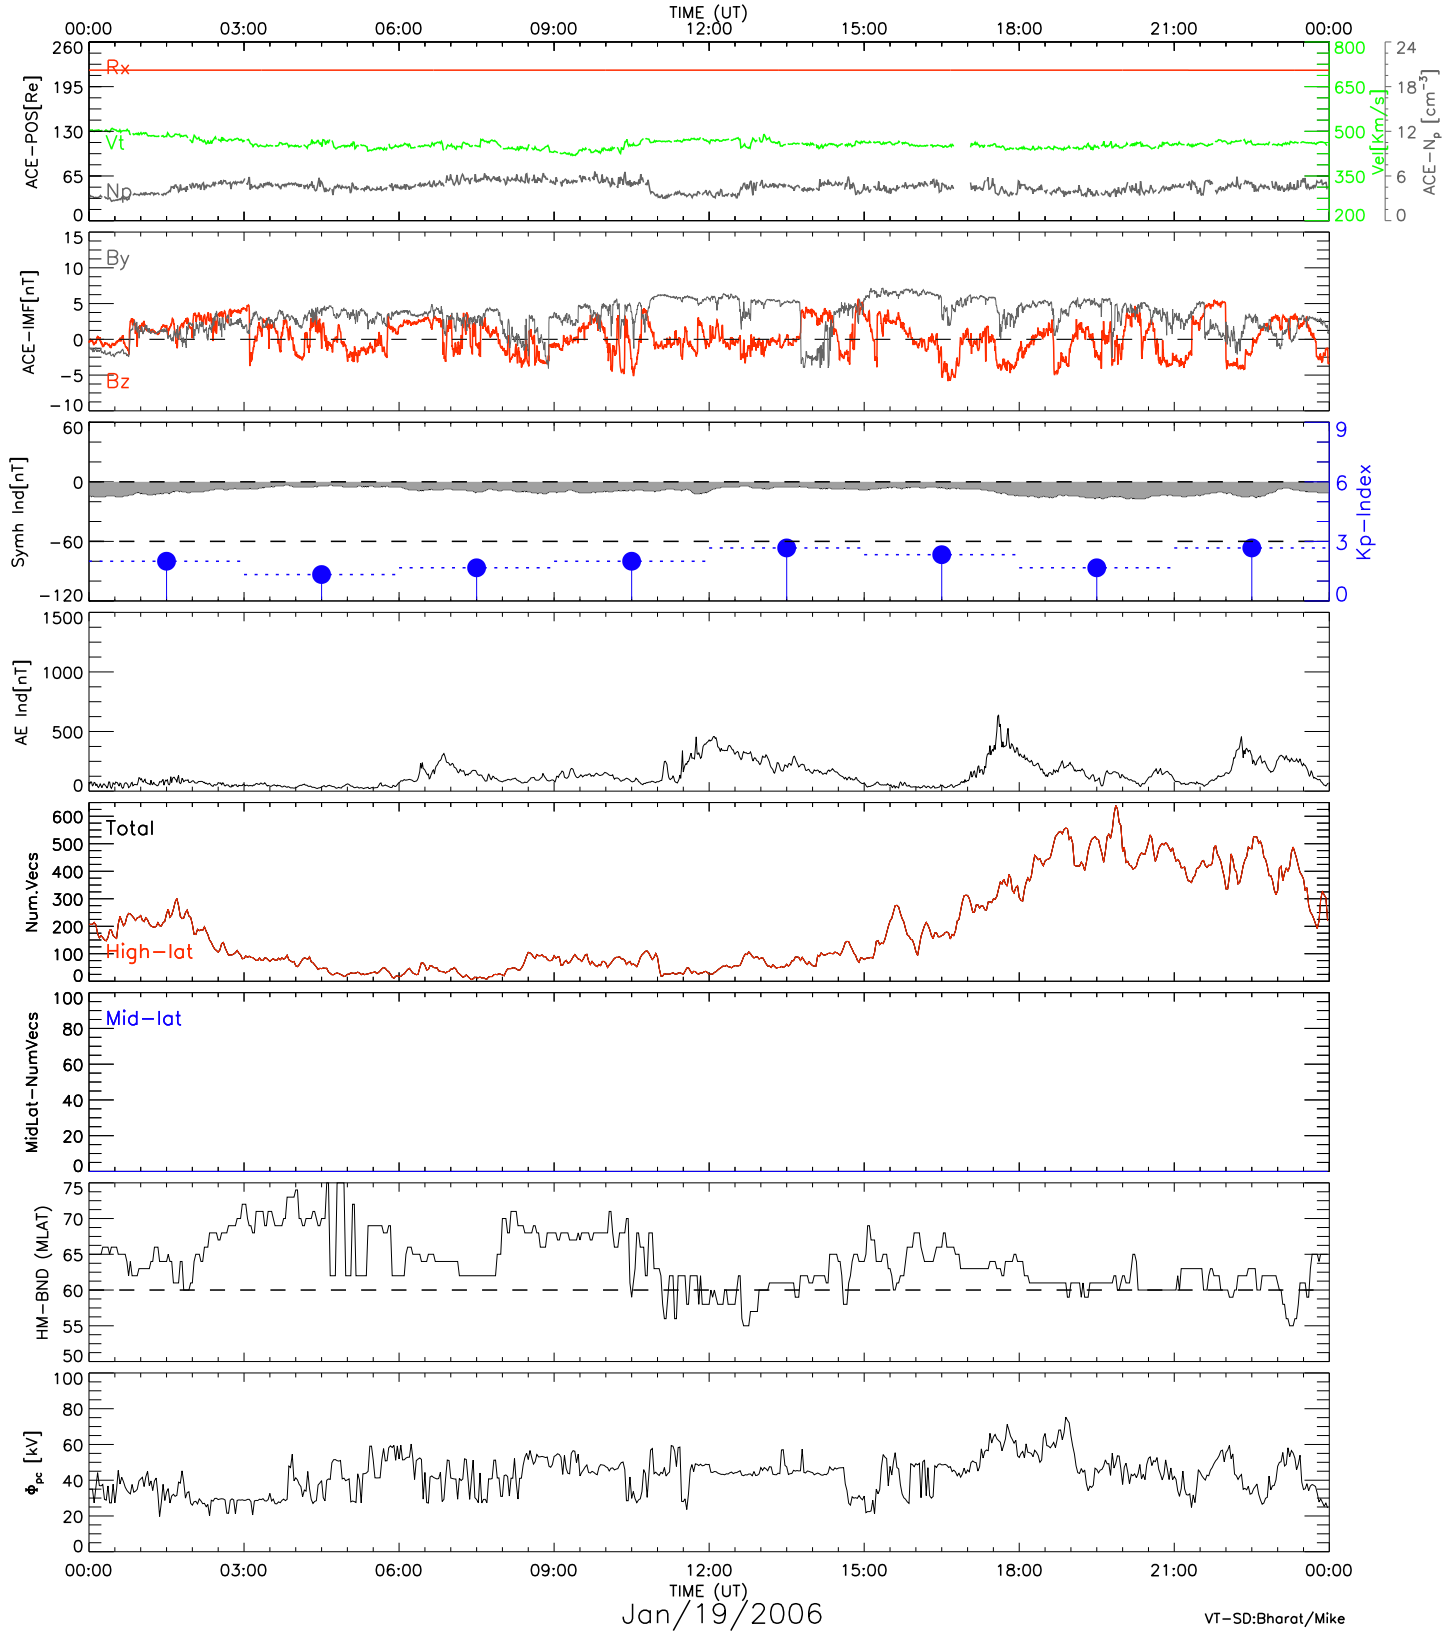 TIME (UT)
00:00 03:00 06:00 09:00 12:00 15:00 18:00 21:00 00:00
ACE-POS[Re]
260
195
130
65
0
Rx
Vt
Np
800
650
500
350
200
Vel[Km/s]
24
18
12
6
0
ACE-Np [cm-3]
ACE-IMF[nT]
15
10
5
0
-5
-10
By
Bz
Symh Ind[nT]
60
0
-60
-120
9
6
3
0
Kp-Index
AE Ind[nT]
1500
1000
500
0
Num.Vecs
600
500
400
300
200
100
0
Total
High-lat
MidLat-NumVecs
100
80
60
40
20
0
Mid-lat
HM-BND (MLAT)
75
70
65
60
55
50
Φpc [kV]
100
80
60
40
20
0
00:00 03:00 06:00 09:00 12:00 15:00 18:00 21:00 00:00
TIME (UT)
Jan/19/2006
VT-SD:Bharat/Mike